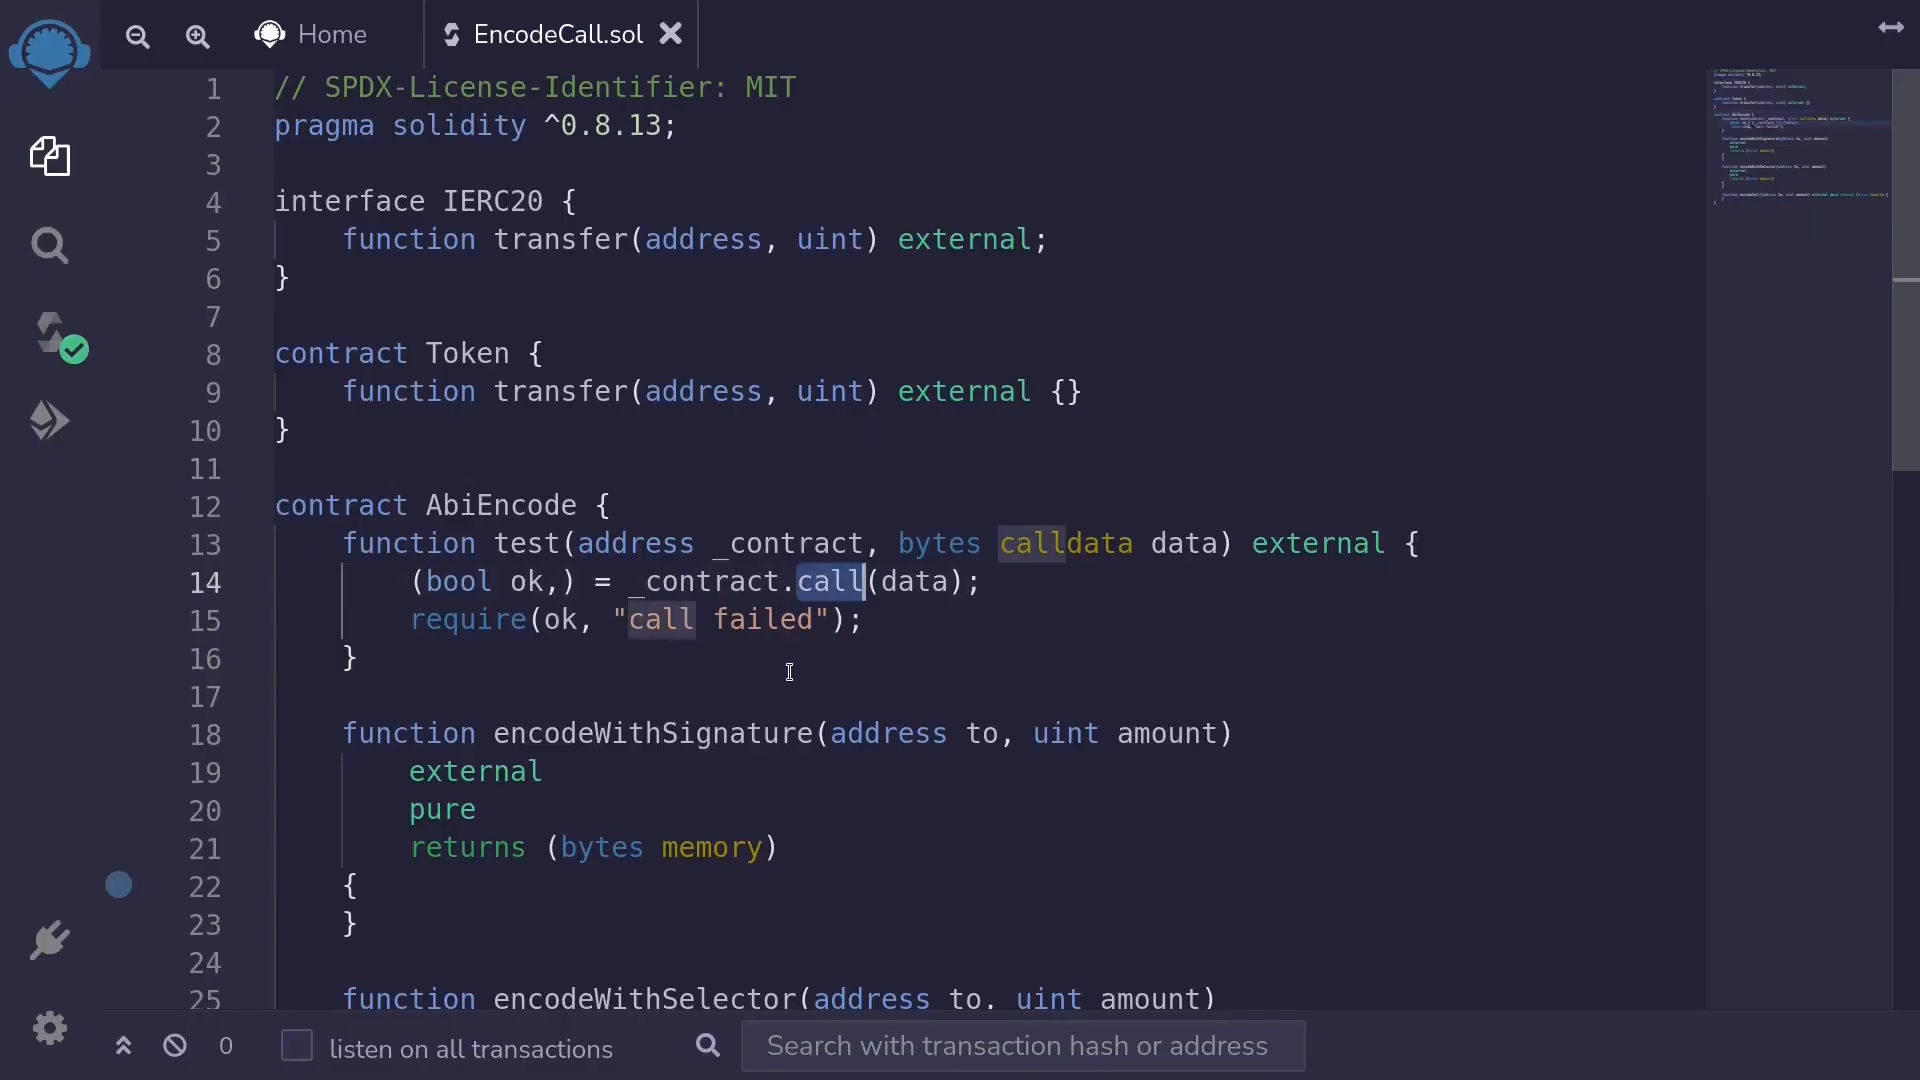 Home
EncodeCall.sol
1 // SPDX-License-Identifier: MIT
2 pragma solidity ^0.8.13;
3
4 interface IERC20 {
5     function transfer(address, uint) external;
6 }
7
8 contract Token {
9     function transfer(address, uint) external {}
10 }
11
12 contract AbiEncode {
13     function test(address _contract, bytes calldata data) external {
14         (bool ok,) = _contract.call(data);
15         require(ok, "call failed");
16     }
17
18     function encodeWithSignature(address to, uint amount)
19         external
20         pure
21         returns (bytes memory)
22     {
23     }
24
25     function encodeWithSelector(address to, uint amount)
0
listen on all transactions
Search with transaction hash or address